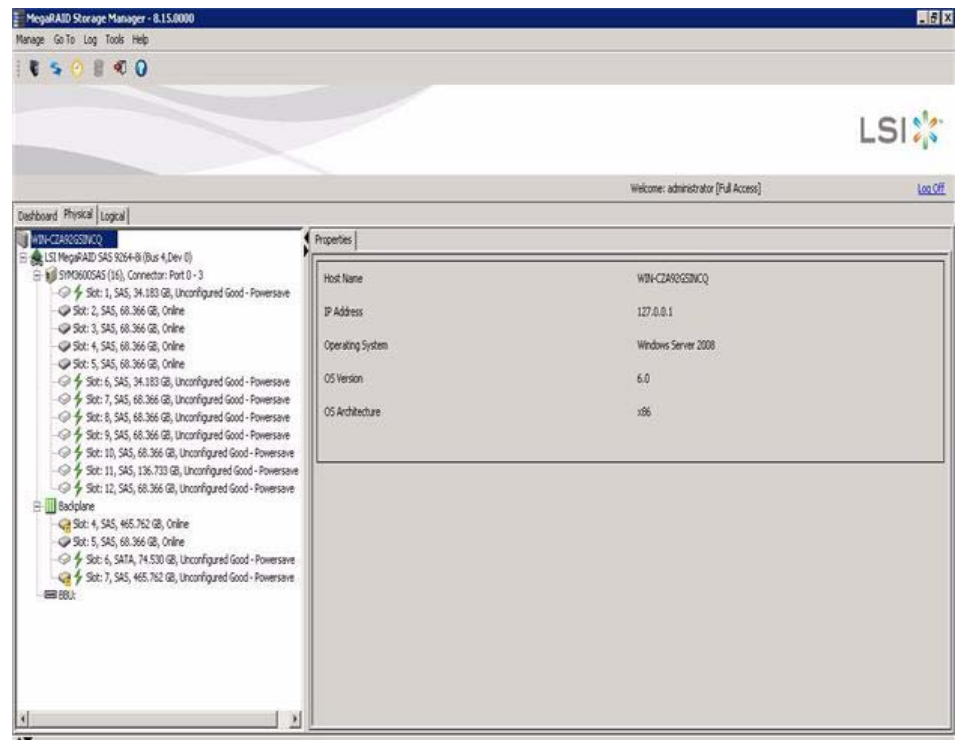 MegaRAID Storage Manager - 8.15.0000
Manage Go To Log Tools Help
LSI
Welcome: administrator [Full Access]
Log Off
Dashboard Physical Logical
WIN-CZA92GSINCQ
LSI MegaRAID SAS 9264-8i (Bus 4,Dev 0)
SYM3600SAS (16), Connector: Port 0 - 3
Slot: 1, SAS, 34.183 GB, Unconfigured Good - Powersave
Slot: 2, SAS, 68.366 GB, Online
Slot: 3, SAS, 68.366 GB, Online
Slot: 4, SAS, 68.366 GB, Online
Slot: 5, SAS, 68.366 GB, Online
Slot: 6, SAS, 34.183 GB, Unconfigured Good - Powersave
Slot: 7, SAS, 68.366 GB, Unconfigured Good - Powersave
Slot: 8, SAS, 68.366 GB, Unconfigured Good - Powersave
Slot: 9, SAS, 68.366 GB, Unconfigured Good - Powersave
Slot: 10, SAS, 68.366 GB, Unconfigured Good - Powersave
Slot: 11, SAS, 136.733 GB, Unconfigured Good - Powersave
Slot: 12, SAS, 68.366 GB, Unconfigured Good - Powersave
Backplane
Slot: 4, SAS, 465.762 GB, Online
Slot: 5, SAS, 68.366 GB, Online
Slot: 6, SATA, 74.530 GB, Unconfigured Good - Powersave
Slot: 7, SAS, 465.762 GB, Unconfigured Good - Powersave
BBU:
Properties
Host Name WIN-CZA92GSINCQ
IP Address 127.0.0.1
Operating System Windows Server 2008
OS Version 6.0
OS Architecture x86